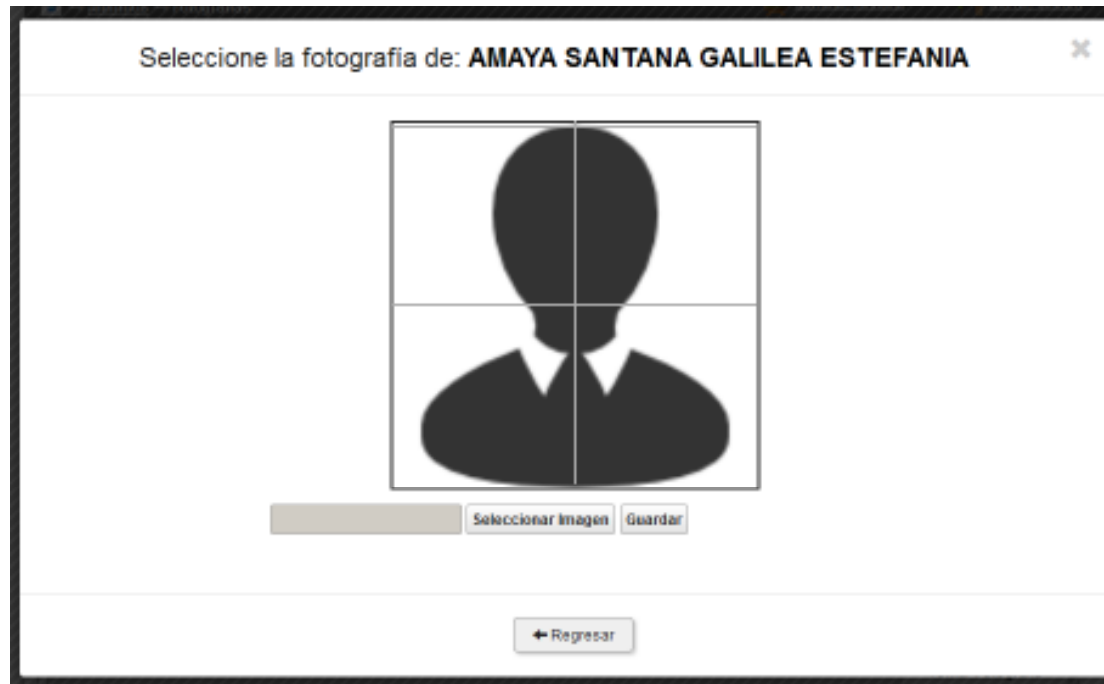 Seleccione la fotografía de: AMAYA SANTANA GALILEA ESTEFANIA
Seleccionar Imagen Guardar
Regresar